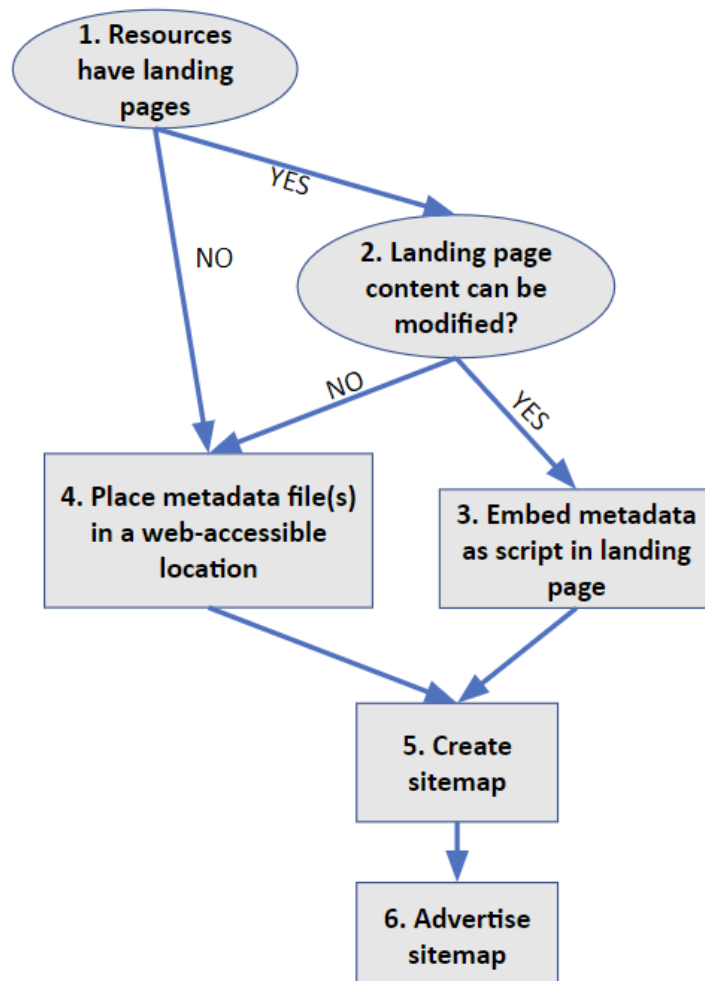 1. Resources
have landing
pages
YES
NO
2. Landing page
content can be
modified?
NO
YES
4. Place metadata file(s)
in a web-accessible
location
3. Embed metadata
as script in landing
page
5. Create
sitemap
6. Advertise
sitemap